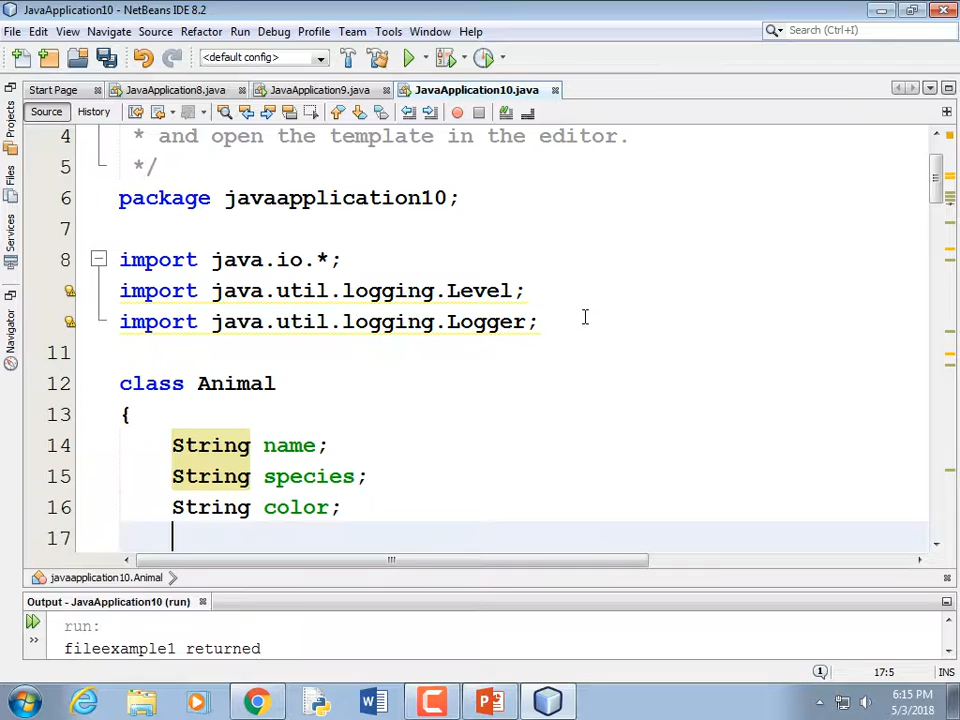 JavaApplication10 - NetBeans IDE 8.2
File Edit View Navigate Source Refactor Run Debug Profile Team Tools Window Help
Search (Ctrl+I)
<default config>
Start Page JavaApplication8.java JavaApplication9.java JavaApplication10.java
Source History
Projects
Files
Services
Navigator
4 * and open the template in the editor.
5 */
6 package javaapplication10;
7
8 import java.io.*;
import java.util.logging.Level;
import java.util.logging.Logger;
11
12 class Animal
13 {
14 String name;
15 String species;
16 String color;
17
javaapplication10.Animal
Output - JavaApplication10 (run)
run:
fileexample1 returned
1 17:5 INS
6:15 PM
5/3/2018